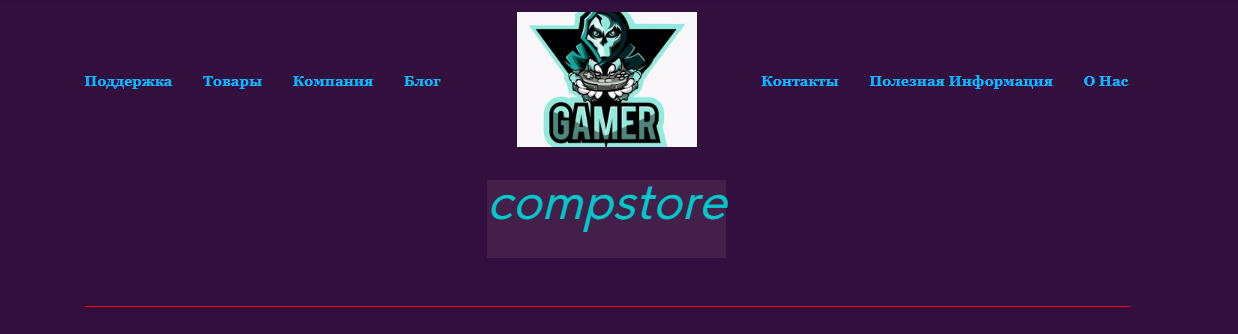 Поддержка Товары Компания Блог
GAMER
Контакты Полезная Информация О Нас
compstore